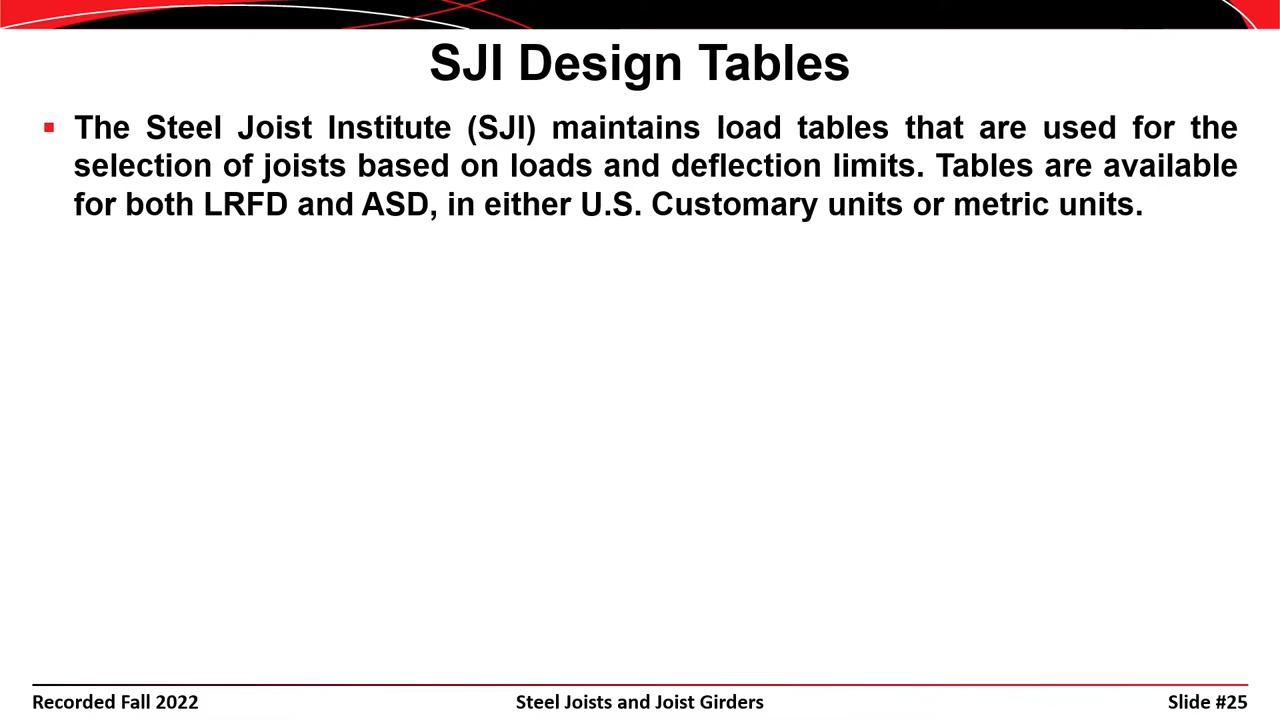 SJI Design Tables
The Steel Joist Institute (SJI) maintains load tables that are used for the
selection of joists based on loads and deflection limits. Tables are available
for both LRFD and ASD, in either U.S. Customary units or metric units.
Recorded Fall 2022
Steel Joists and Joist Girders
Slide #25